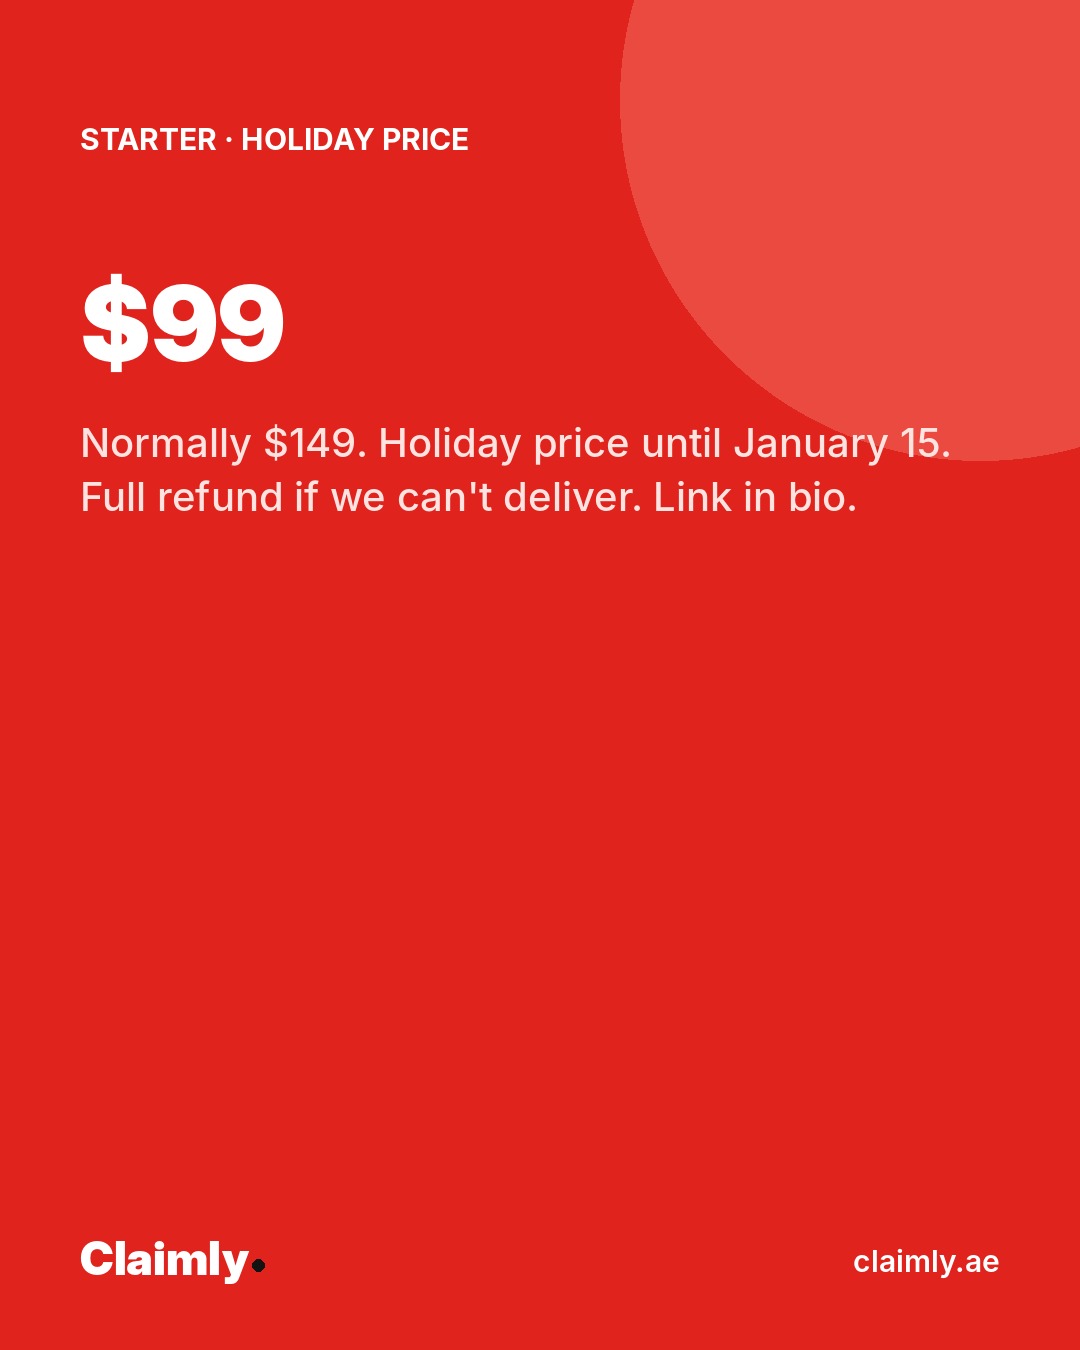 STARTER · HOLIDAY PRICE
$99
Normally $149. Holiday price until January 15.
Full refund if we can't deliver. Link in bio.
Claimly.
claimly.ae